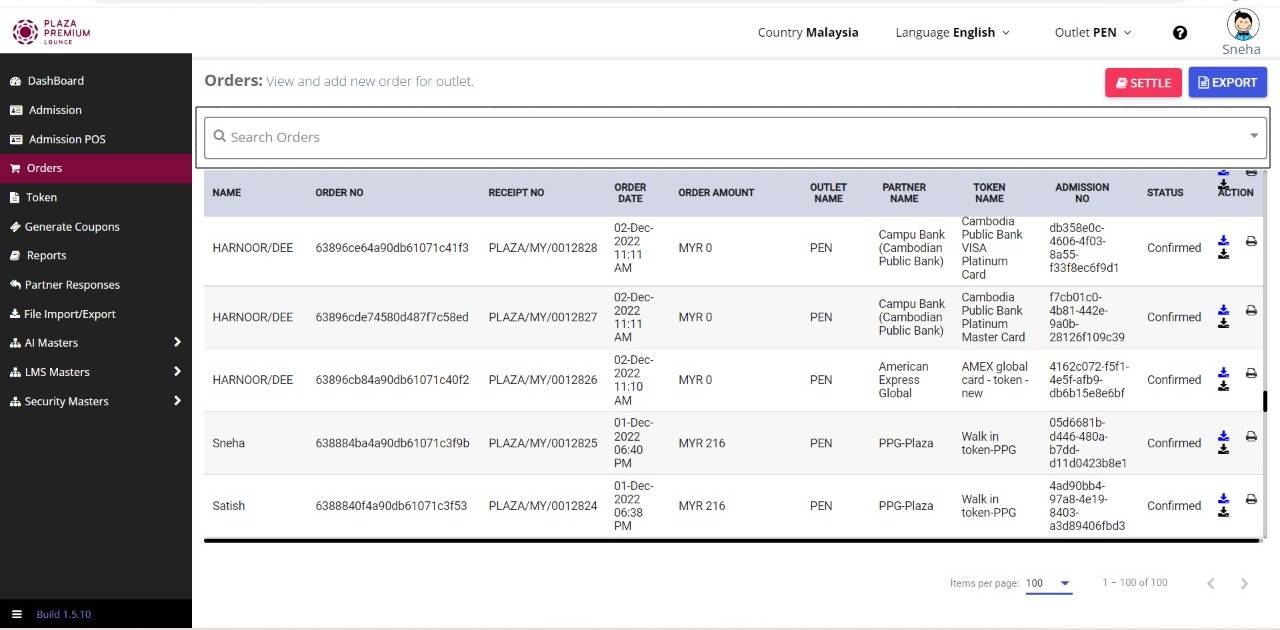 PLAZA
PREMIUM
LOUNGE
Country Malaysia
Language English
Outlet PEN
Sneha
DashBoard
Admission
Admission POS
Orders
Token
Generate Coupons
Reports
Partner Responses
File Import/Export
AI Masters
LMS Masters
Security Masters
Build 1.5.10
Orders: View and add new order for outlet.
SETTLE
EXPORT
Search Orders
NAME ORDER NO RECEIPT NO ORDER DATE ORDER AMOUNT OUTLET NAME PARTNER NAME TOKEN NAME ADMISSION NO STATUS ACTION
HARNOOR/DEE 63896ce64a90db61071c41f3 PLAZA/MY/0012828 02-Dec-2022 11:11 AM MYR 0 PEN Campu Bank (Cambodian Public Bank) Cambodia Public Bank VISA Platinum Card db358e0c-4606-4f03-8a55-f33f8ec6f9d1 Confirmed
HARNOOR/DEE 63896cde74580d487f7c58ed PLAZA/MY/0012827 02-Dec-2022 11:11 AM MYR 0 PEN Campu Bank (Cambodian Public Bank) Cambodia Public Bank Platinum Master Card f7cb01c0-4b81-442e-9a0b-28126f109c39 Confirmed
HARNOOR/DEE 63896cb84a90db61071c40f2 PLAZA/MY/0012826 02-Dec-2022 11:10 AM MYR 0 PEN American Express Global AMEX global card - token - new 4162c072-f5f1-4e5f-afb9-db6b15e8e6bf Confirmed
Sneha 638884ba4a90db61071c3f9b PLAZA/MY/0012825 01-Dec-2022 06:40 PM MYR 216 PEN PPG-Plaza Walk in token-PPG 05d6681b-d446-480a-b7dd-d11d0423b8e1 Confirmed
Satish 6388840f4a90db61071c3f53 PLAZA/MY/0012824 01-Dec-2022 06:38 PM MYR 216 PEN PPG-Plaza Walk in token-PPG 4ad90bb4-97a8-4e19-8403-a3d89406fbd3 Confirmed
Items per page: 100 1 – 100 of 100